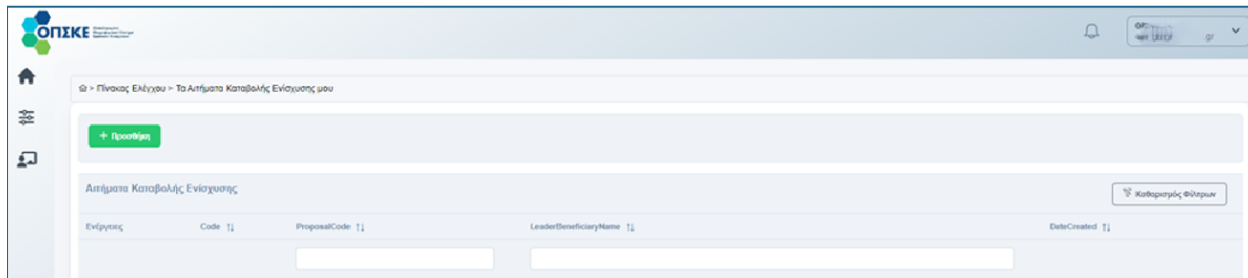 ΟΠΣΚΕ
gr
⌂ > Πίνακας Ελέγχου > Τα Αιτήματα Καταβολής Ενίσχυσης μου
+ Προσθήκη
Αιτήματα Καταβολής Ενίσχυσης
Καθαρισμός Φίλτρων
Ενέργειες Code ProposalCode LeaderBeneficiaryName DateCreated